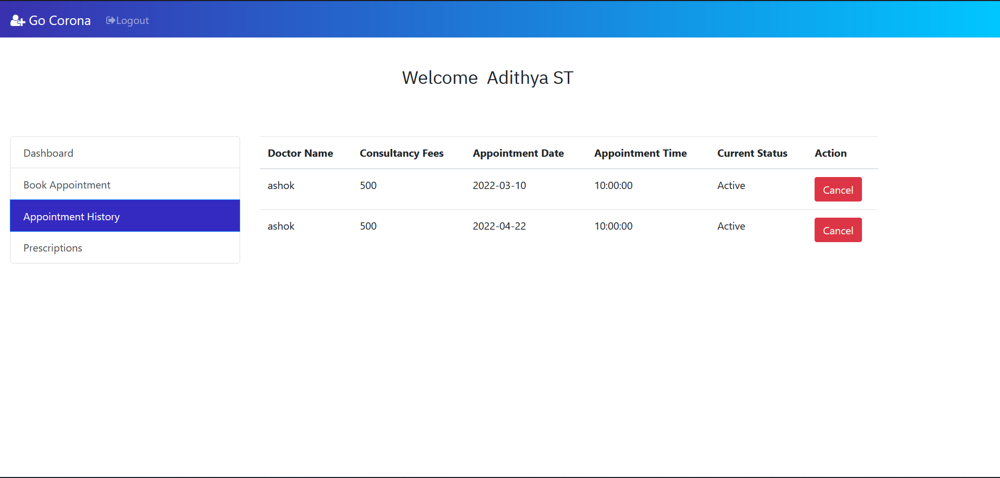 Go Corona Logout
Welcome Adithya ST
Dashboard
Book Appointment
Appointment History
Prescriptions
Doctor Name Consultancy Fees Appointment Date Appointment Time Current Status Action
ashok 500 2022-03-10 10:00:00 Active Cancel
ashok 500 2022-04-22 10:00:00 Active Cancel